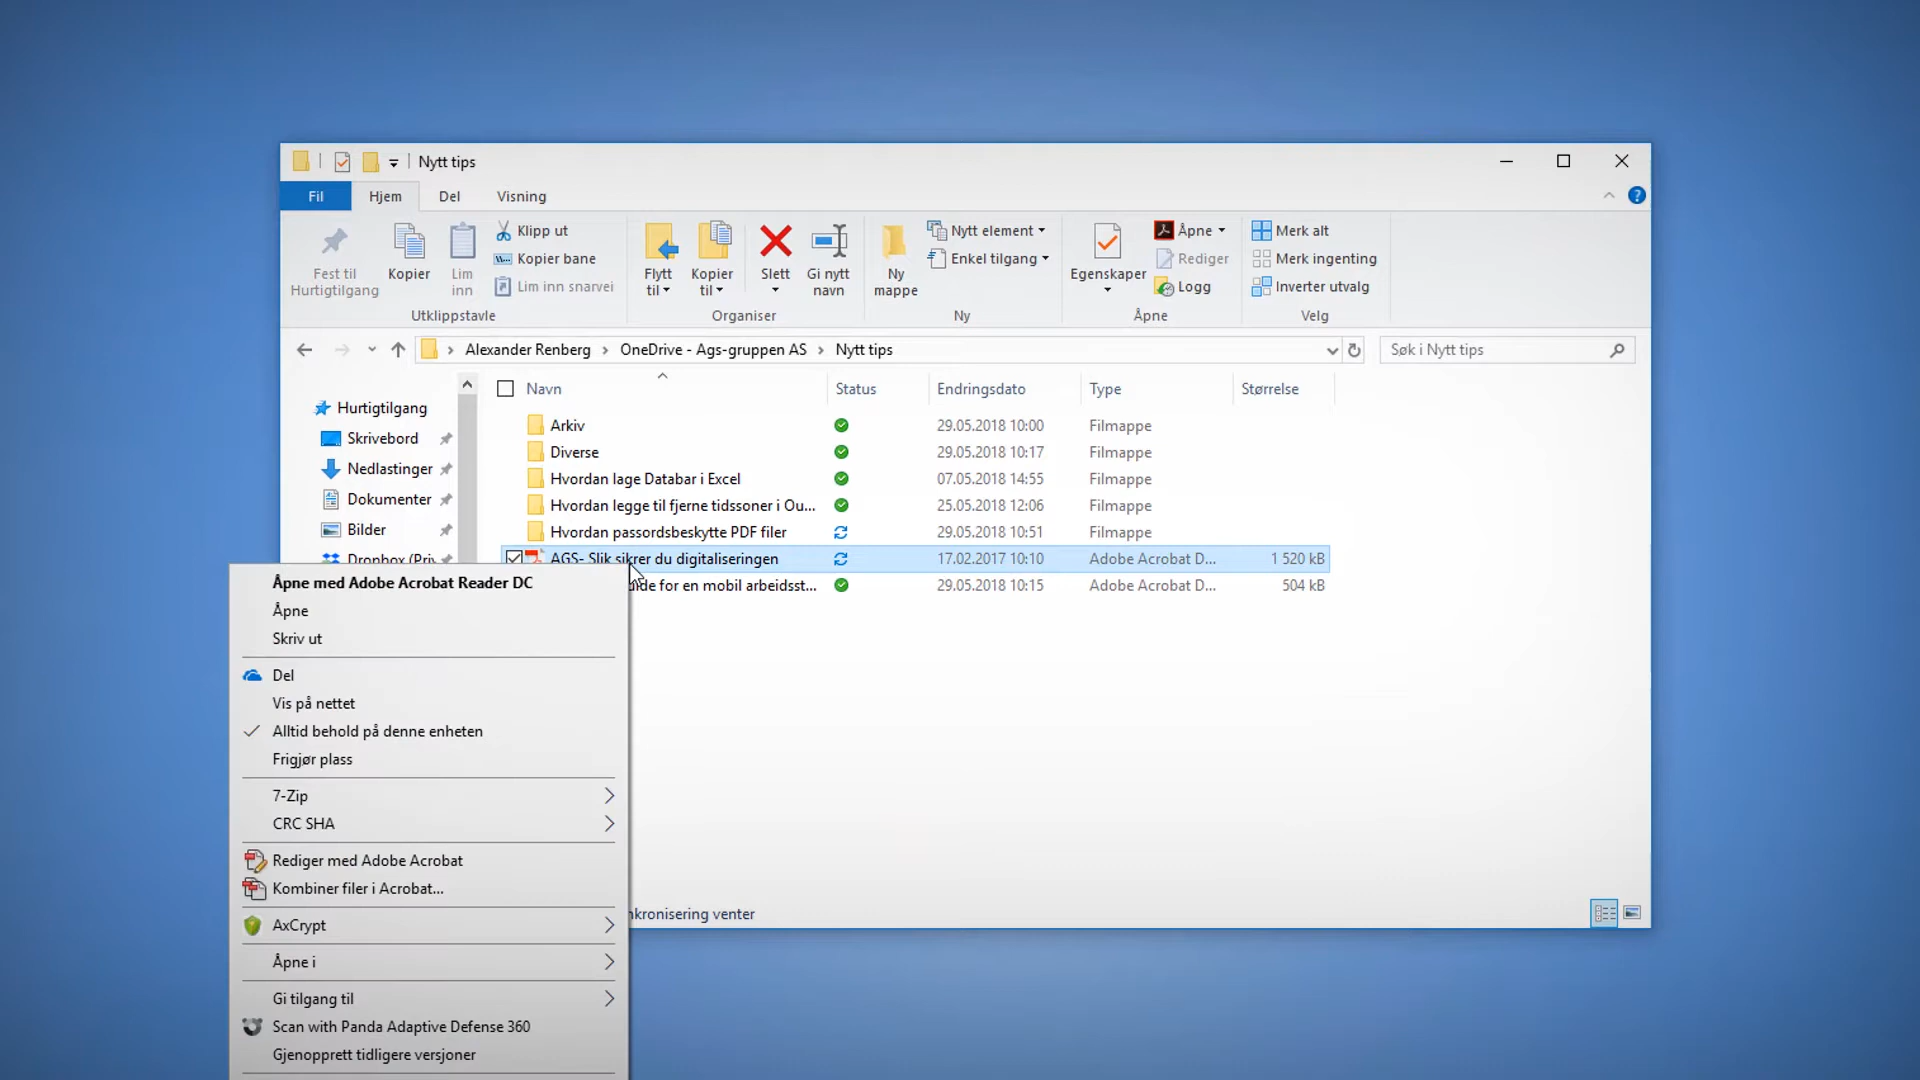 Nytt tips
Fil Hjem Del Visning
Fest til Hurtigtilgang
Kopier
Lim inn
Klipp ut
Kopier bane
Lim inn snarvei
Utklippstavle
Flytt til
Kopier til
Slett
Gi nytt navn
Organiser
Ny mappe
Nytt element
Enkel tilgang
Ny
Egenskaper
Åpne
Rediger
Logg
Åpne
Merk alt
Merk ingenting
Inverter utvalg
Velg
Alexander Renberg OneDrive - Ags-gruppen AS Nytt tips
Søk i Nytt tips
Hurtigtilgang
Skrivebord
Nedlastinger
Dokumenter
Bilder
Dropbox (Priv
Navn Status Endringsdato Type Størrelse
Arkiv 29.05.2018 10:00 Filmappe
Diverse 29.05.2018 10:17 Filmappe
Hvordan lage Databar i Excel 07.05.2018 14:55 Filmappe
Hvordan legge til fjerne tidssoner i Ou... 25.05.2018 12:06 Filmappe
Hvordan passordsbeskytte PDF filer 29.05.2018 10:51 Filmappe
AGS- Slik sikrer du digitaliseringen 17.02.2017 10:10 Adobe Acrobat D... 1 520 kB
de for en mobil arbeidsst... 29.05.2018 10:15 Adobe Acrobat D... 504 kB
Åpne med Adobe Acrobat Reader DC
Åpne
Skriv ut
Del
Vis på nettet
Alltid behold på denne enheten
Frigjør plass
7-Zip
CRC SHA
Rediger med Adobe Acrobat
Kombiner filer i Acrobat...
AxCrypt
Åpne i
Gi tilgang til
Scan with Panda Adaptive Defense 360
Gjenopprett tidligere versjoner
nkronisering venter